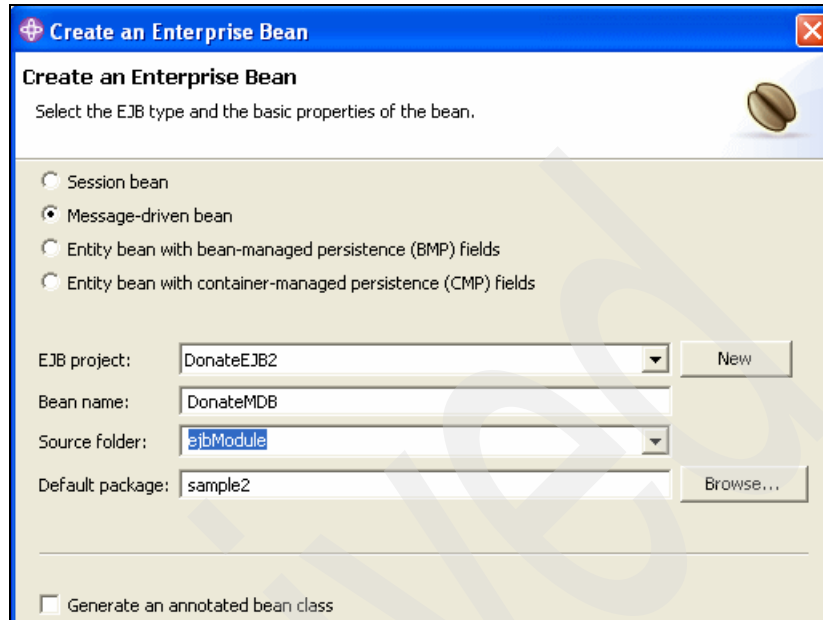 Create an Enterprise Bean
Create an Enterprise Bean
Select the EJB type and the basic properties of the bean.
Session bean
Message-driven bean
Entity bean with bean-managed persistence (BMP) fields
Entity bean with container-managed persistence (CMP) fields
EJB project: DonateEJB2 New
Bean name: DonateMDB
Source folder: ejbModule
Default package: sample2 Browse...
Generate an annotated bean class